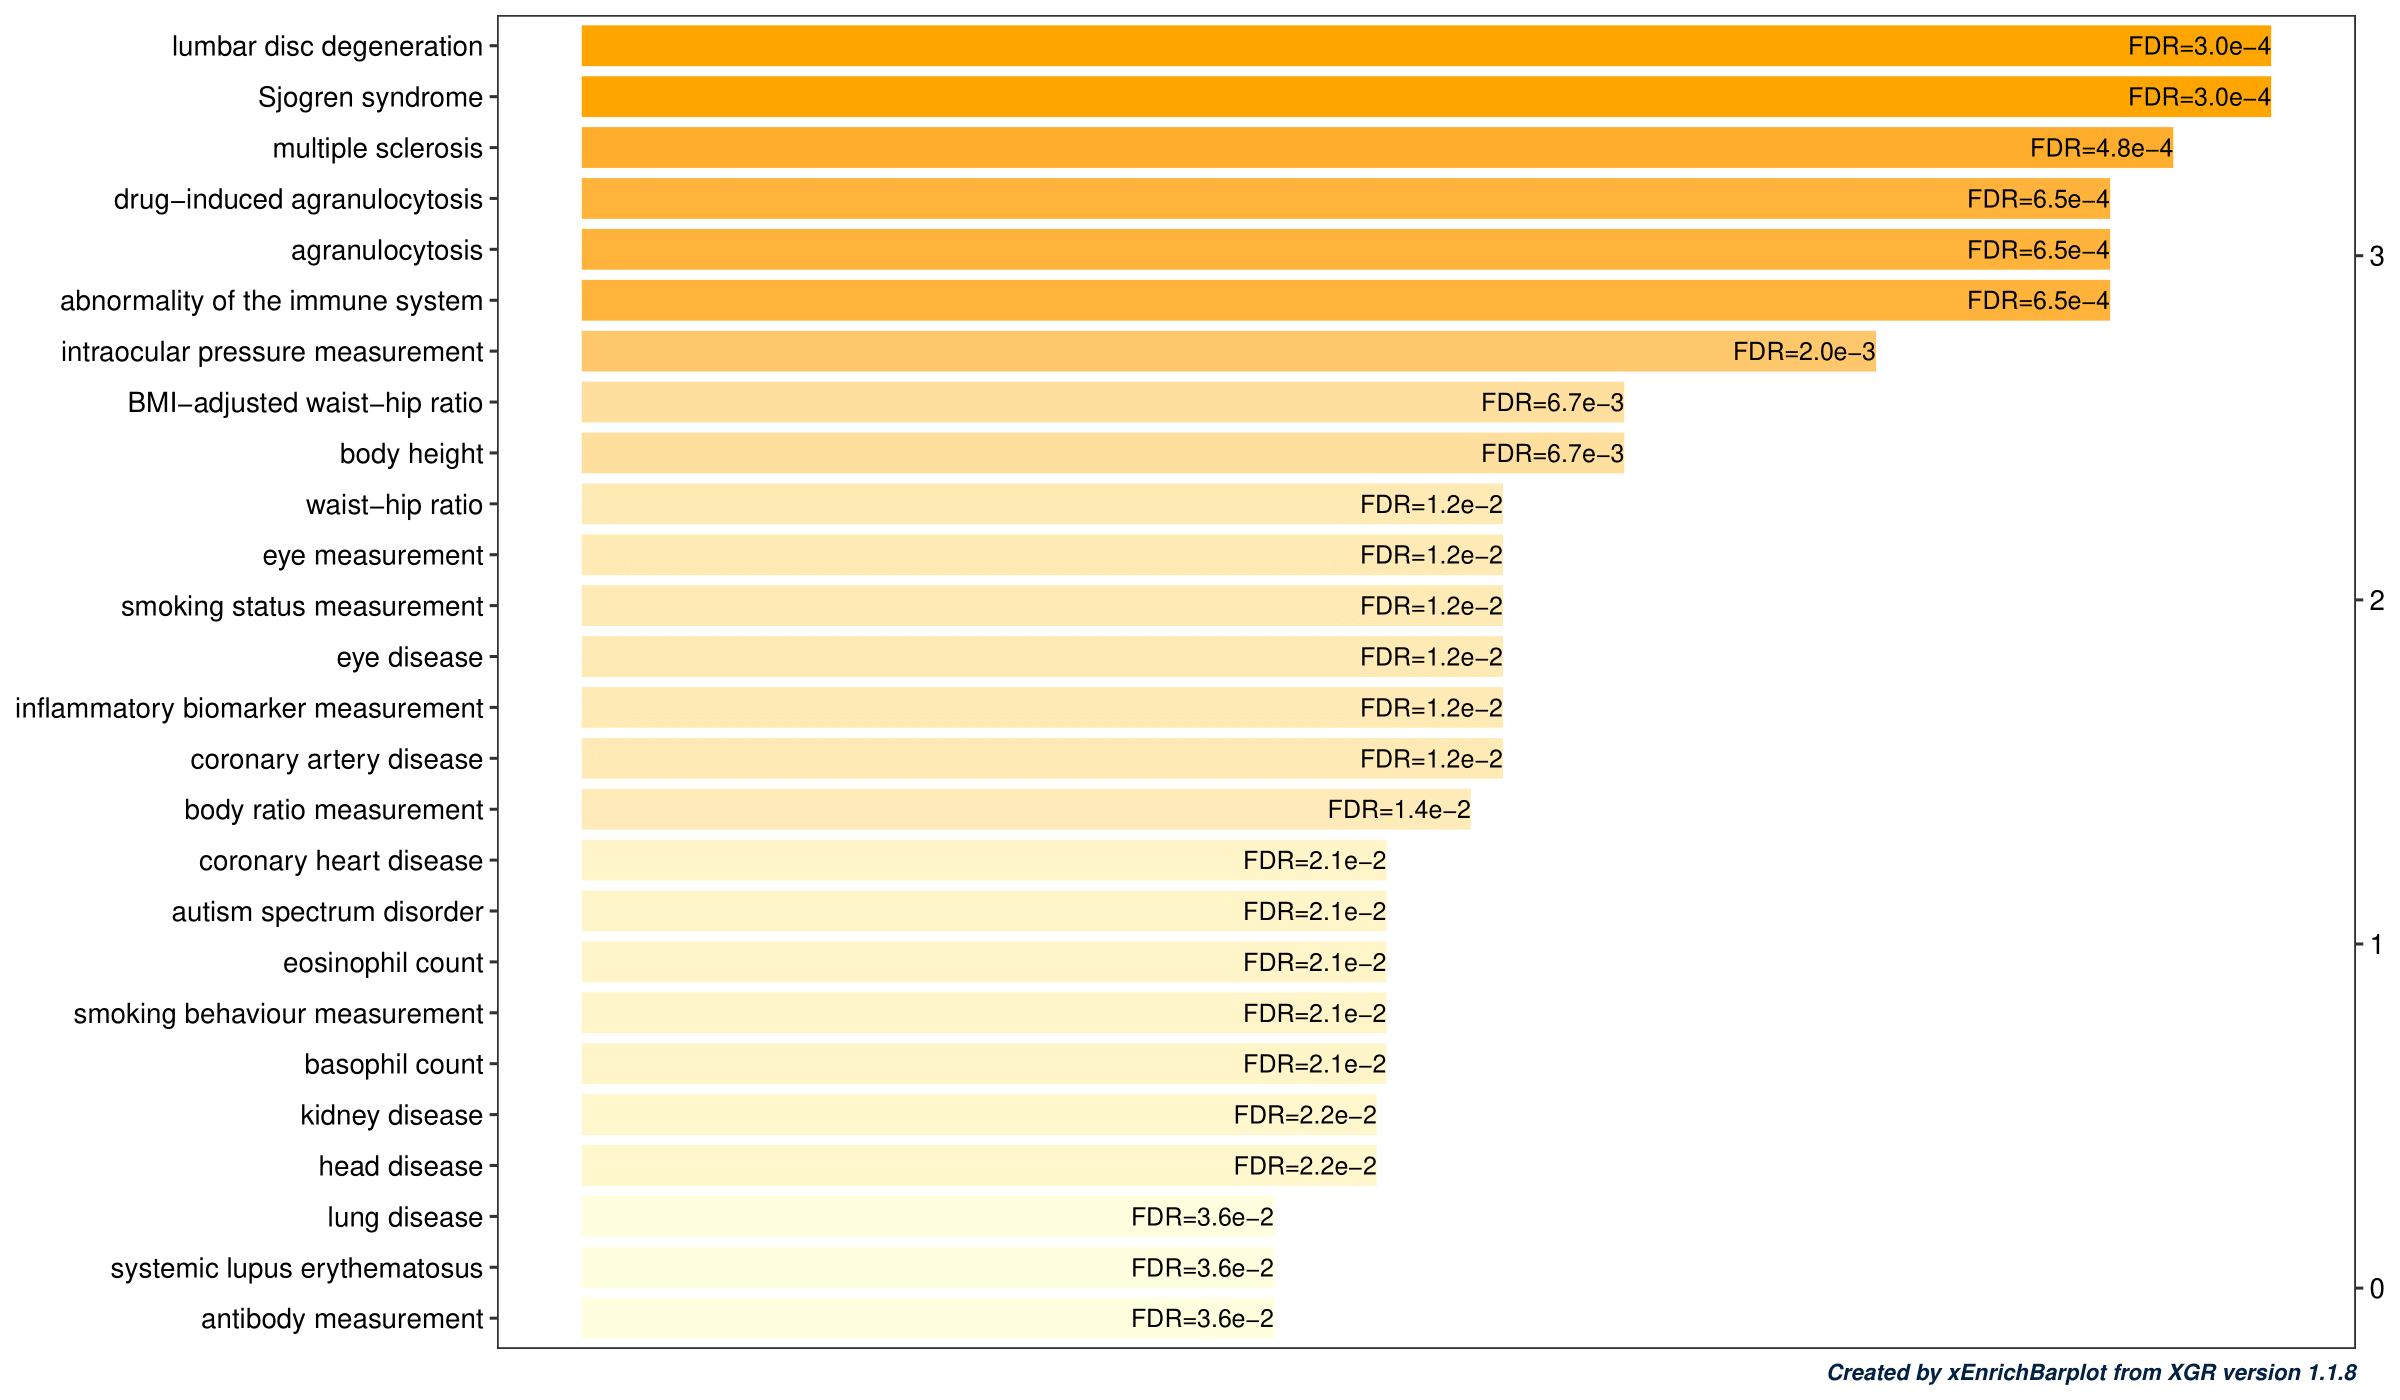 lumbar disc degeneration FDR=3.0e−4
Sjogren syndrome FDR=3.0e−4
multiple sclerosis FDR=4.8e−4
drug−induced agranulocytosis FDR=6.5e−4
agranulocytosis FDR=6.5e−4 3
abnormality of the immune system FDR=6.5e−4
intraocular pressure measurement FDR=2.0e−3
BMI−adjusted waist−hip ratio FDR=6.7e−3
body height FDR=6.7e−3
waist−hip ratio FDR=1.2e−2
eye measurement FDR=1.2e−2
smoking status measurement FDR=1.2e−2 2
eye disease FDR=1.2e−2
inflammatory biomarker measurement FDR=1.2e−2
coronary artery disease FDR=1.2e−2
body ratio measurement FDR=1.4e−2
coronary heart disease FDR=2.1e−2
autism spectrum disorder FDR=2.1e−2
eosinophil count FDR=2.1e−2 1
smoking behaviour measurement FDR=2.1e−2
basophil count FDR=2.1e−2
kidney disease FDR=2.2e−2
head disease FDR=2.2e−2
lung disease FDR=3.6e−2
systemic lupus erythematosus FDR=3.6e−2 0
antibody measurement FDR=3.6e−2
Created by xEnrichBarplot from XGR version 1.1.8